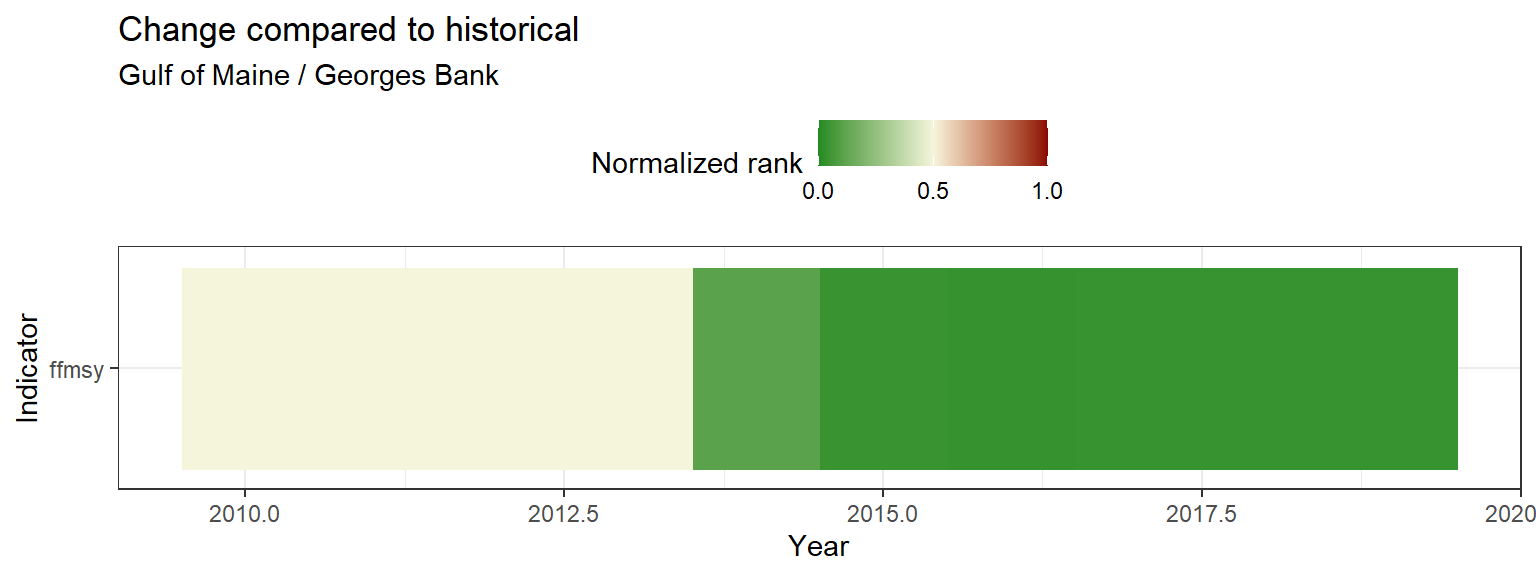 Change compared to historical
Gulf of Maine / Georges Bank
Normalized rank
0.0 0.5 1.0
Indicator
ffmsy
2010.0 2012.5 2015.0 2017.5 2020
Year